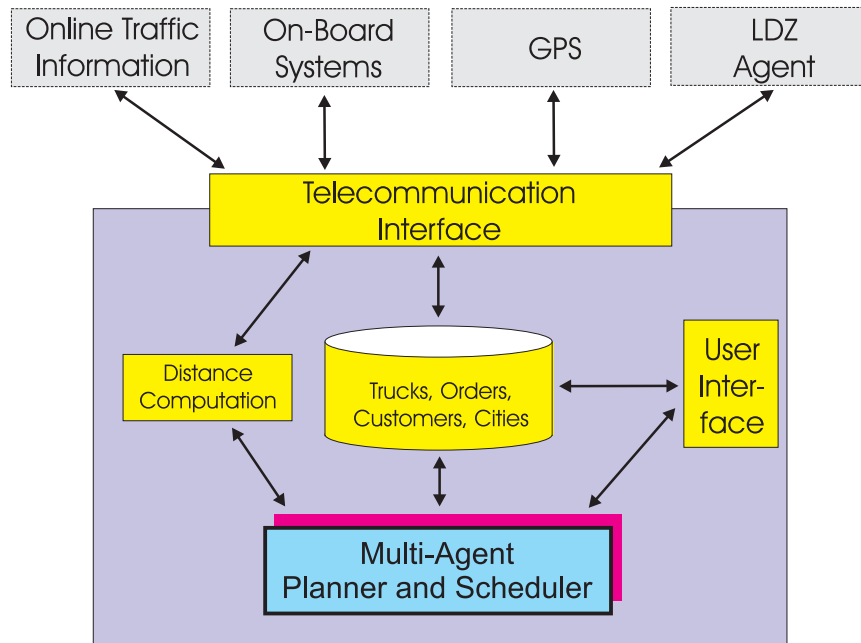 Online Traffic
Information
On-Board
Systems
GPS
LDZ
Agent
Telecommunication
Interface
Distance
Computation
Trucks, Orders,
Customers, Cities
User
Inter-
face
Multi-Agent
Planner and Scheduler